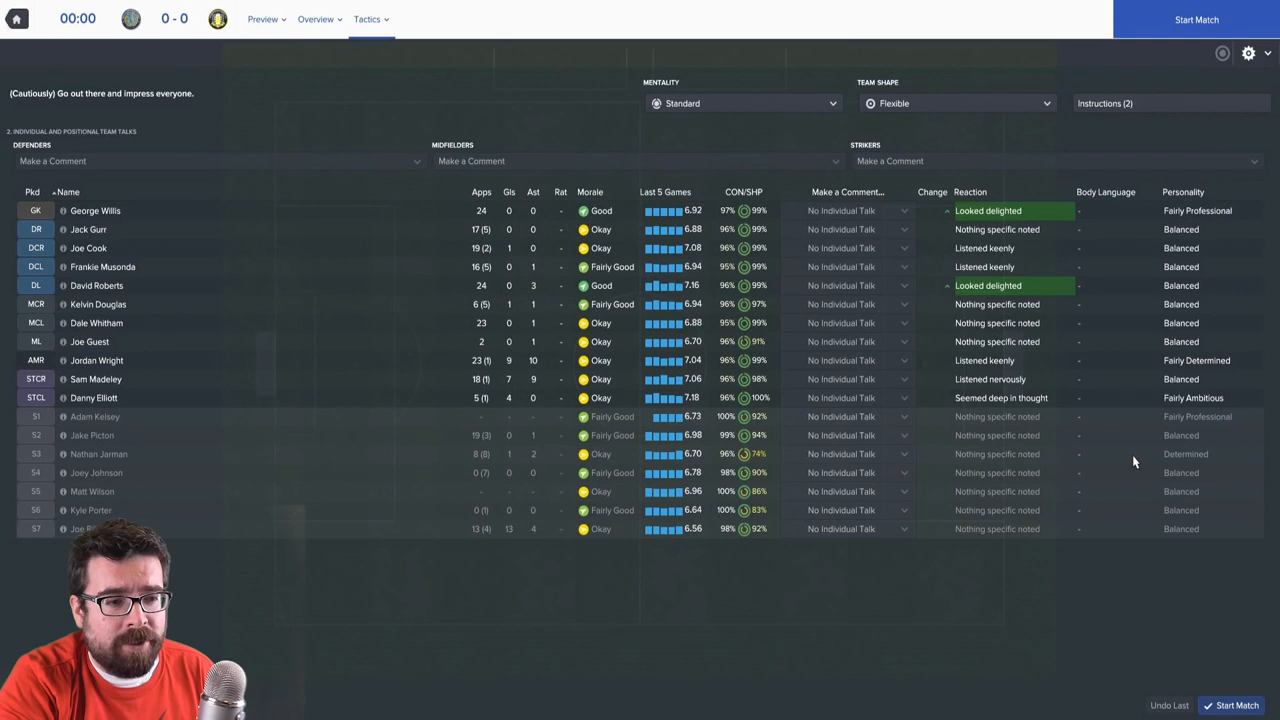 00:00 0 - 0 Preview Overview Tactics Start Match
MENTALITY TEAM SHAPE
(Cautiously) Go out there and impress everyone. Standard Flexible Instructions (2)
2. INDIVIDUAL AND POSITIONAL TEAM TALKS
DEFENDERS MIDFIELDERS STRIKERS
Make a Comment Make a Comment Make a Comment
Pkd Name Apps Gls Ast Rat Morale Last 5 Games CON/SHP Make a Comment... Change Reaction Body Language Personality
GK George Willis 24 0 0 - Good 6.92 97% 99% No Individual Talk Looked delighted - Fairly Professional
DR Jack Gurr 17 (5) 0 0 - Okay 6.88 96% 99% No Individual Talk Nothing specific noted - Balanced
DCR Joe Cook 19 (2) 1 0 - Okay 7.08 96% 99% No Individual Talk Listened keenly - Balanced
DCL Frankie Musonda 16 (5) 0 1 - Fairly Good 6.94 95% 99% No Individual Talk Listened keenly - Balanced
DL David Roberts 24 0 3 - Good 7.16 96% 99% No Individual Talk Looked delighted - Balanced
MCR Kelvin Douglas 6 (5) 1 1 - Fairly Good 6.94 96% 97% No Individual Talk Nothing specific noted - Balanced
MCL Dale Whitham 23 0 1 - Okay 6.88 95% 99% No Individual Talk Nothing specific noted - Balanced
ML Joe Guest 2 0 1 - Okay 6.70 96% 91% No Individual Talk Nothing specific noted - Balanced
AMR Jordan Wright 23 (1) 9 10 - Okay 7.04 96% 99% No Individual Talk Listened keenly - Fairly Determined
STCR Sam Madeley 18 (1) 7 9 - Okay 7.06 96% 98% No Individual Talk Listened nervously - Balanced
STCL Danny Elliott 5 (1) 4 0 - Okay 7.18 96% 100% No Individual Talk Seemed deep in thought - Fairly Ambitious
S1 Adam Kelsey - - - - Fairly Good 6.73 100% 92% No Individual Talk Nothing specific noted - Fairly Professional
S2 Jake Picton 19 (3) 0 1 - Fairly Good 6.98 99% 94% No Individual Talk Nothing specific noted - Balanced
S3 Nathan Jarman 8 (8) 1 2 - Okay 6.70 96% 74% No Individual Talk Nothing specific noted - Determined
S4 Joey Johnson 0 (7) 0 0 - Fairly Good 6.78 98% 90% No Individual Talk Nothing specific noted - Balanced
S5 Matt Wilson - - - - Okay 6.96 100% 86% No Individual Talk Nothing specific noted - Balanced
S6 Kyle Porter 0 (1) 0 0 - Fairly Good 6.64 100% 83% No Individual Talk Nothing specific noted - Balanced
S7 Joe 13 (4) 13 4 - Okay 6.56 98% 92% No Individual Talk Nothing specific noted - Balanced
Undo Last Start Match